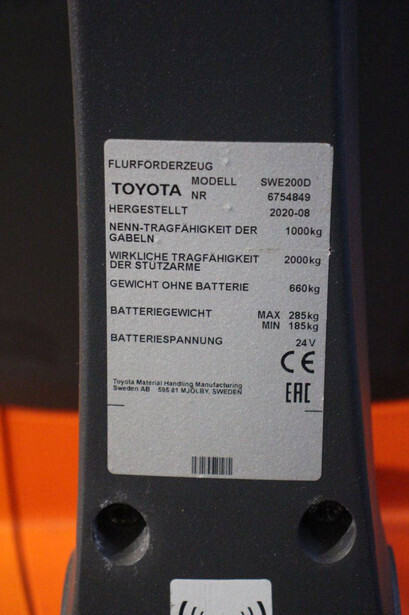 FLURFÖRDERZEUG
TOYOTA
MODELL SWE200D
NR 6754849
HERGESTELLT 2020-08
NENN-TRAGFÄHIGKEIT DER GABELN 1000kg
WIRKLICHE TRAGFÄHIGKEIT DER STÜTZARME 2000kg
GEWICHT OHNE BATTERIE 660kg
BATTERIEGEWICHT MAX 285kg
MIN 185kg
BATTERIESPANNUNG 24V
CE
Toyota Material Handling Manufacturing
Sweden AB 595 81 MJÖLBY, SWEDEN
EAC